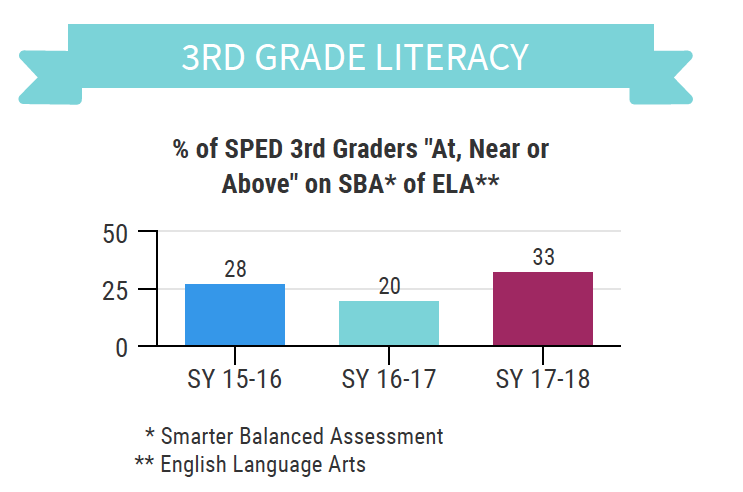 3RD GRADE LITERACY
% of SPED 3rd Graders "At, Near or
Above" on SBA* of ELA**
50
25
0
28
20
33
SY 15-16
SY 16-17
SY 17-18
* Smarter Balanced Assessment
** English Language Arts